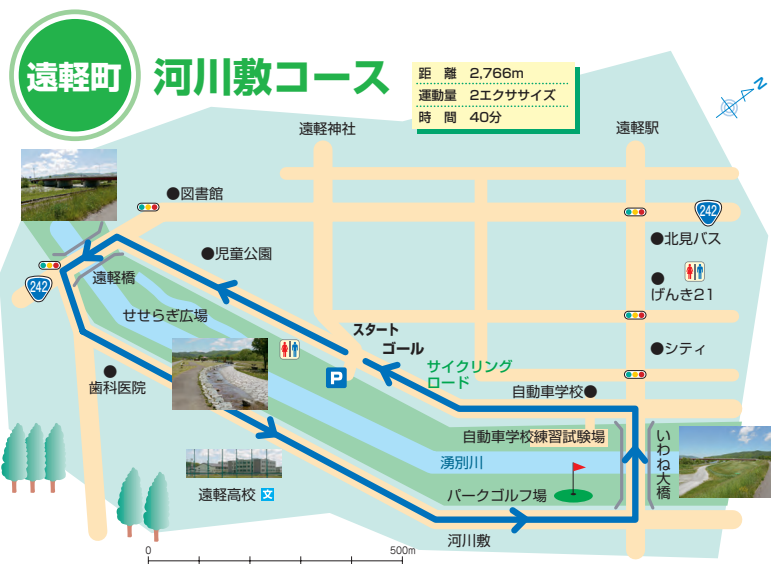 遠軽町
河川敷コース
距 離 2,766m
運動量 2エクササイズ
時 間 40分
N
遠軽神社
遠軽駅
●図書館
242
●北見バス
●児童公園
●
げんき21
遠軽橋
242
せせらぎ広場
スタート
ゴール
●シティ
P
サイクリング
ロード
●
歯科医院
自動車学校●
自動車学校練習試験場
いわね大橋
湧別川
遠軽高校 文
パークゴルフ場
河川敷
0 500m